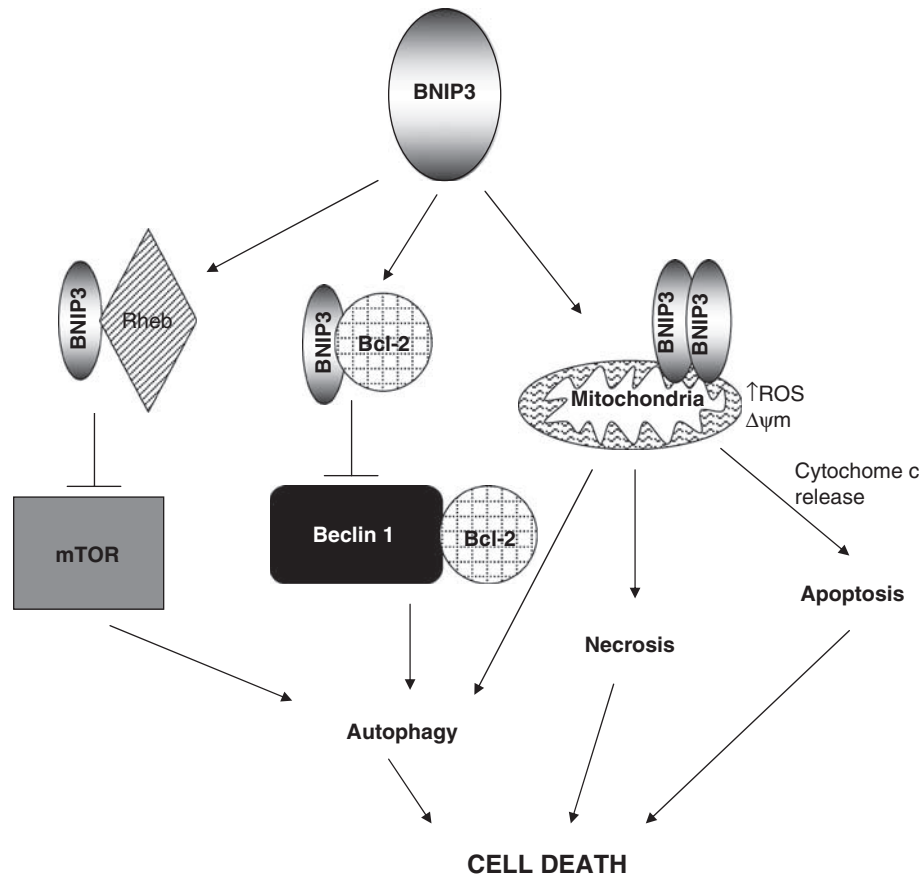 BNIP3
BNIP3
Rheb
BNIP3
Bcl-2
BNIP3
BNIP3
Mitochondria
↑ROS
Δψm
Cytochome c
release
mTOR
Beclin 1
Bcl-2
Apoptosis
Necrosis
Autophagy
CELL DEATH